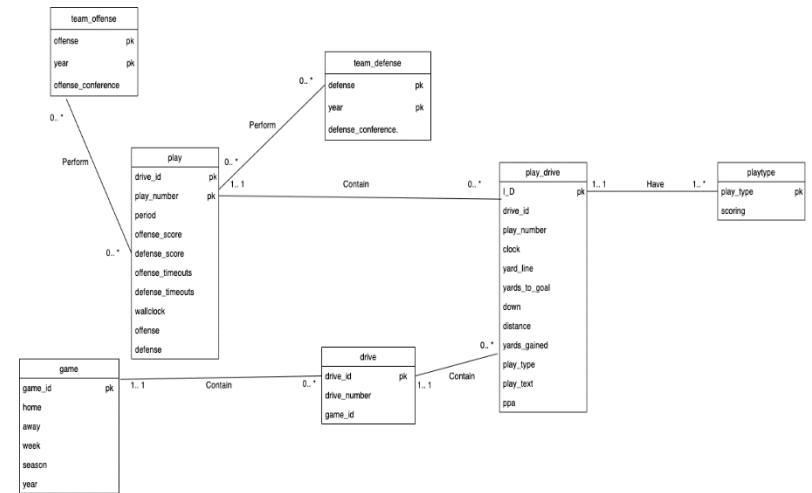 team_offense
offense pk
year pk
offense_conference
0.. *
Perform
0.. *
team_defense
defense pk
year pk
defense_conference.
0.. *
Perform
0.. *
play
drive_id pk
play_number pk
period
offense_score
defense_score
offense_timeouts
defense_timeouts
wallclock
offense
defense
1.. 1
Contain
0.. *
play_drive
I_D pk
drive_id
play_number
clock
yard_line
yards_to_goal
down
distance
yards_gained
play_type
play_text
ppa
1.. 1
Have
1.. *
playtype
play_type pk
scoring
game
game_id pk
home
away
week
season
year
1.. 1
Contain
0.. *
drive
drive_id pk
drive_number
game_id
1.. 1
Contain
0.. *